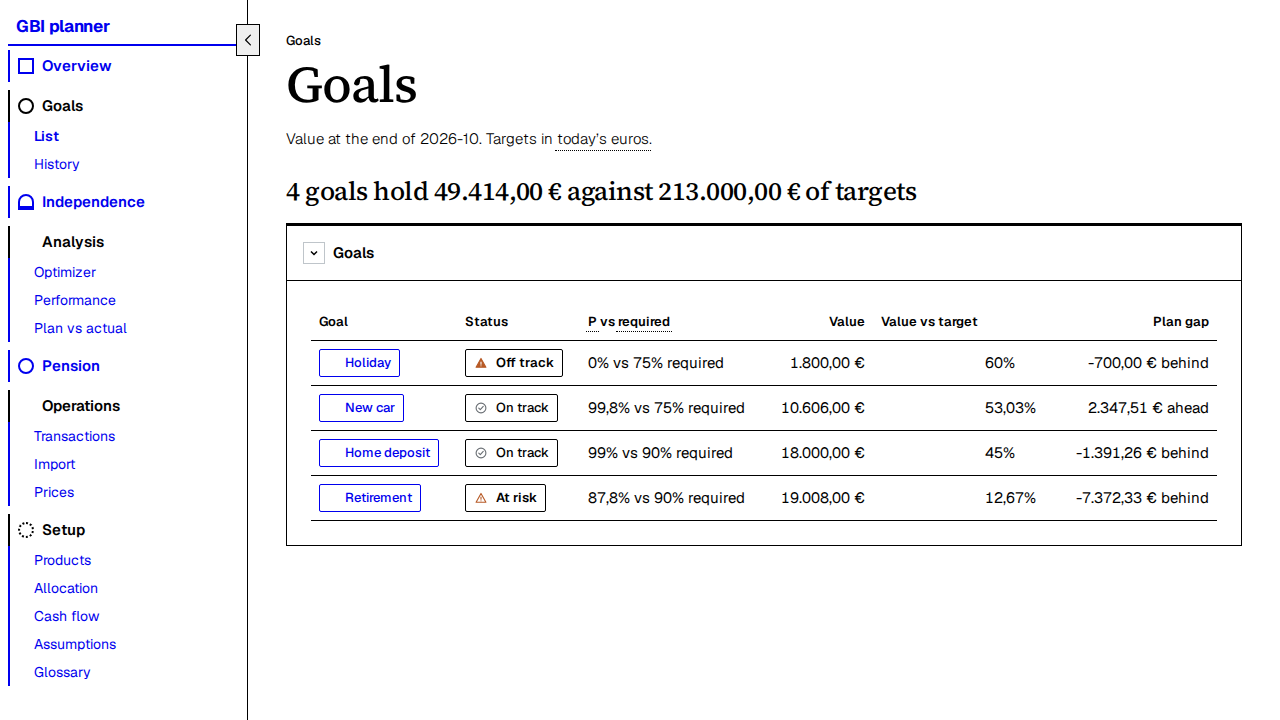 GBI planner
Overview
Goals
List
History
Independence
Analysis
Optimizer
Performance
Plan vs actual
Pension
Operations
Transactions
Import
Prices
Setup
Products
Allocation
Cash flow
Assumptions
Glossary
Goals
Goals
Value at the end of 2026-10. Targets in today’s euros.
4 goals hold 49.414,00 € against 213.000,00 € of targets
Goals
Goal Status P vs required Value Value vs target Plan gap
Holiday Off track 0% vs 75% required 1.800,00 € 60% -700,00 € behind
New car On track 99,8% vs 75% required 10.606,00 € 53,03% 2.347,51 € ahead
Home deposit On track 99% vs 90% required 18.000,00 € 45% -1.391,26 € behind
Retirement At risk 87,8% vs 90% required 19.008,00 € 12,67% -7.372,33 € behind